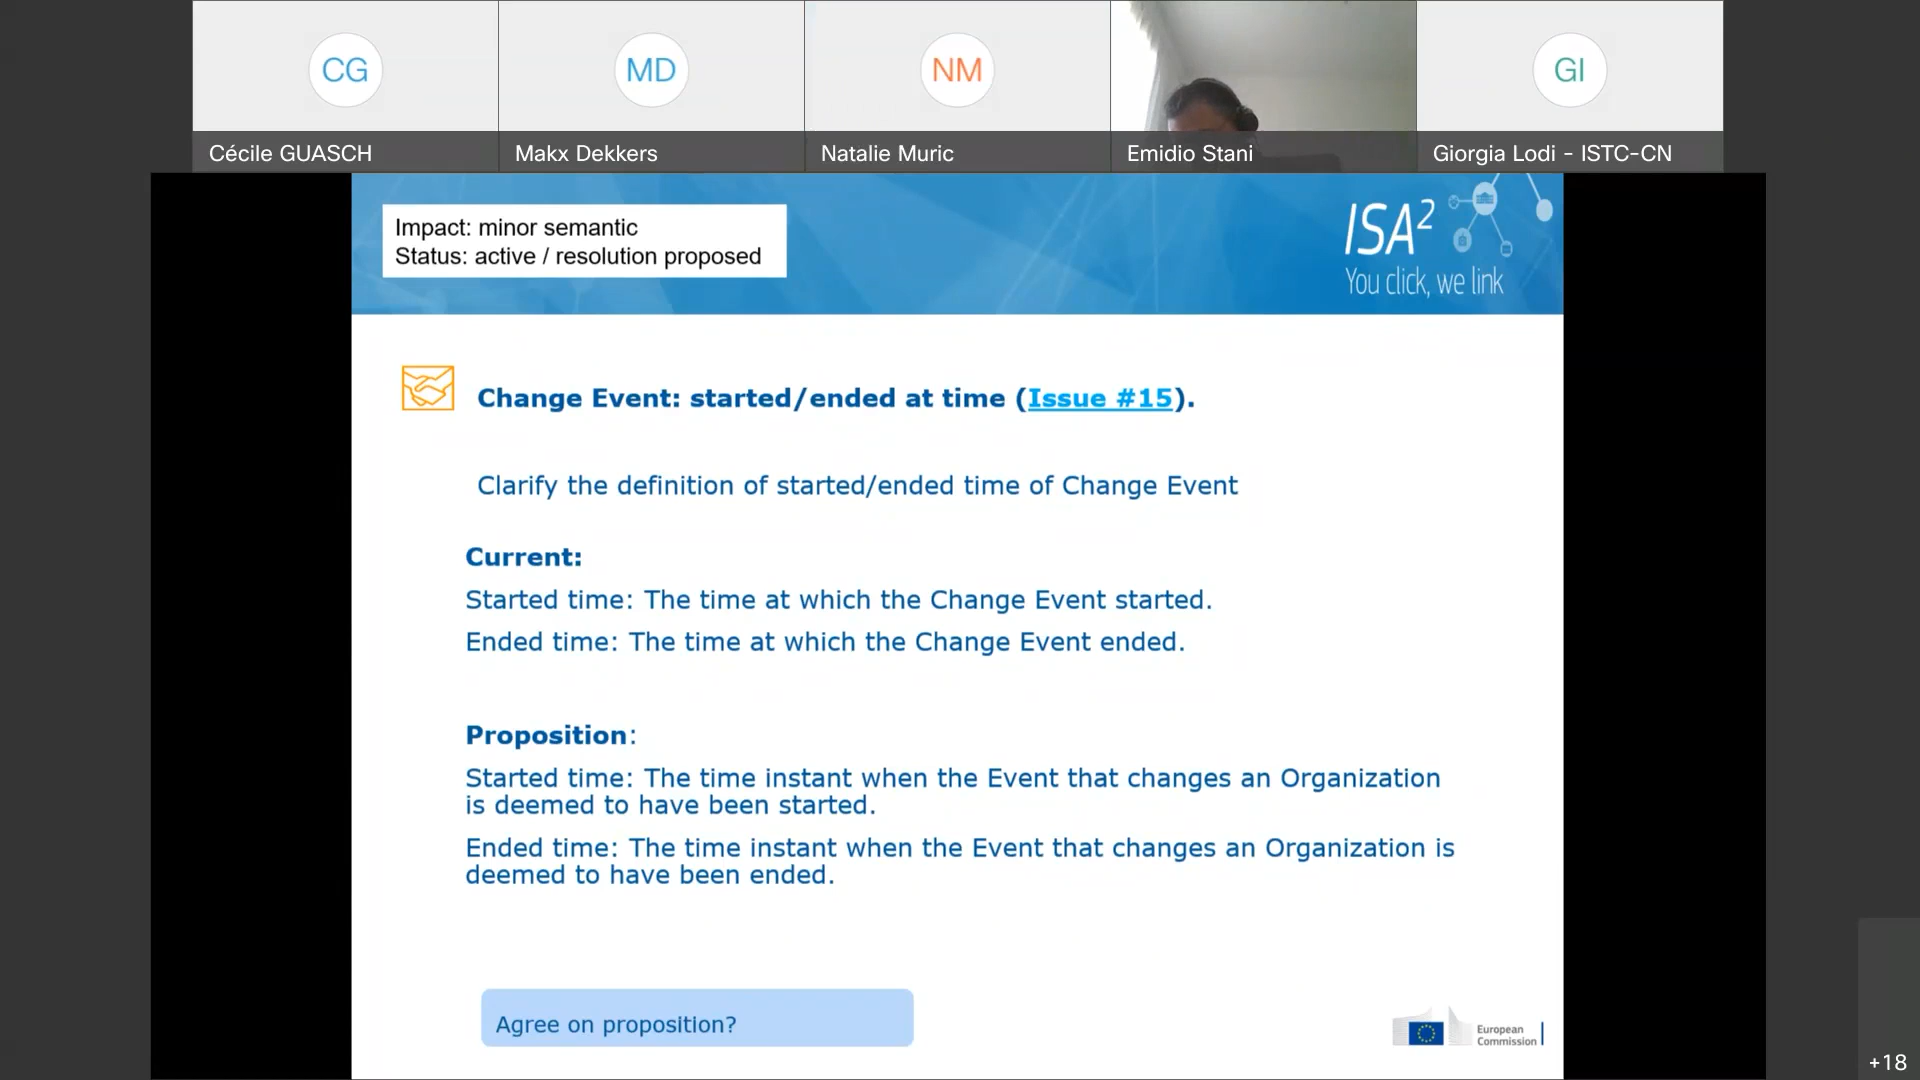 CG
MD
NM
GI
Cécile GUASCH
Makx Dekkers
Natalie Muric
Emidio Stani
Giorgia Lodi - ISTC-CN
Impact: minor semantic
Status: active / resolution proposed
ISA²
You click, we link
Change Event: started/ended at time (Issue #15).
Clarify the definition of started/ended time of Change Event
Current:
Started time: The time at which the Change Event started.
Ended time: The time at which the Change Event ended.
Proposition:
Started time: The time instant when the Event that changes an Organization
is deemed to have been started.
Ended time: The time instant when the Event that changes an Organization is
deemed to have been ended.
Agree on proposition?
European
Commission
+18